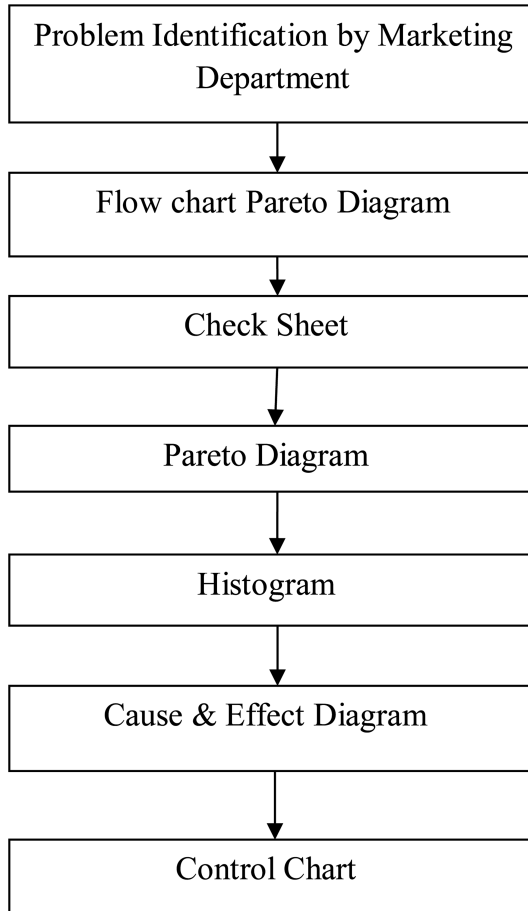 Problem Identification by Marketing
Department
Flow chart Pareto Diagram
Check Sheet
Pareto Diagram
Histogram
Cause & Effect Diagram
Control Chart